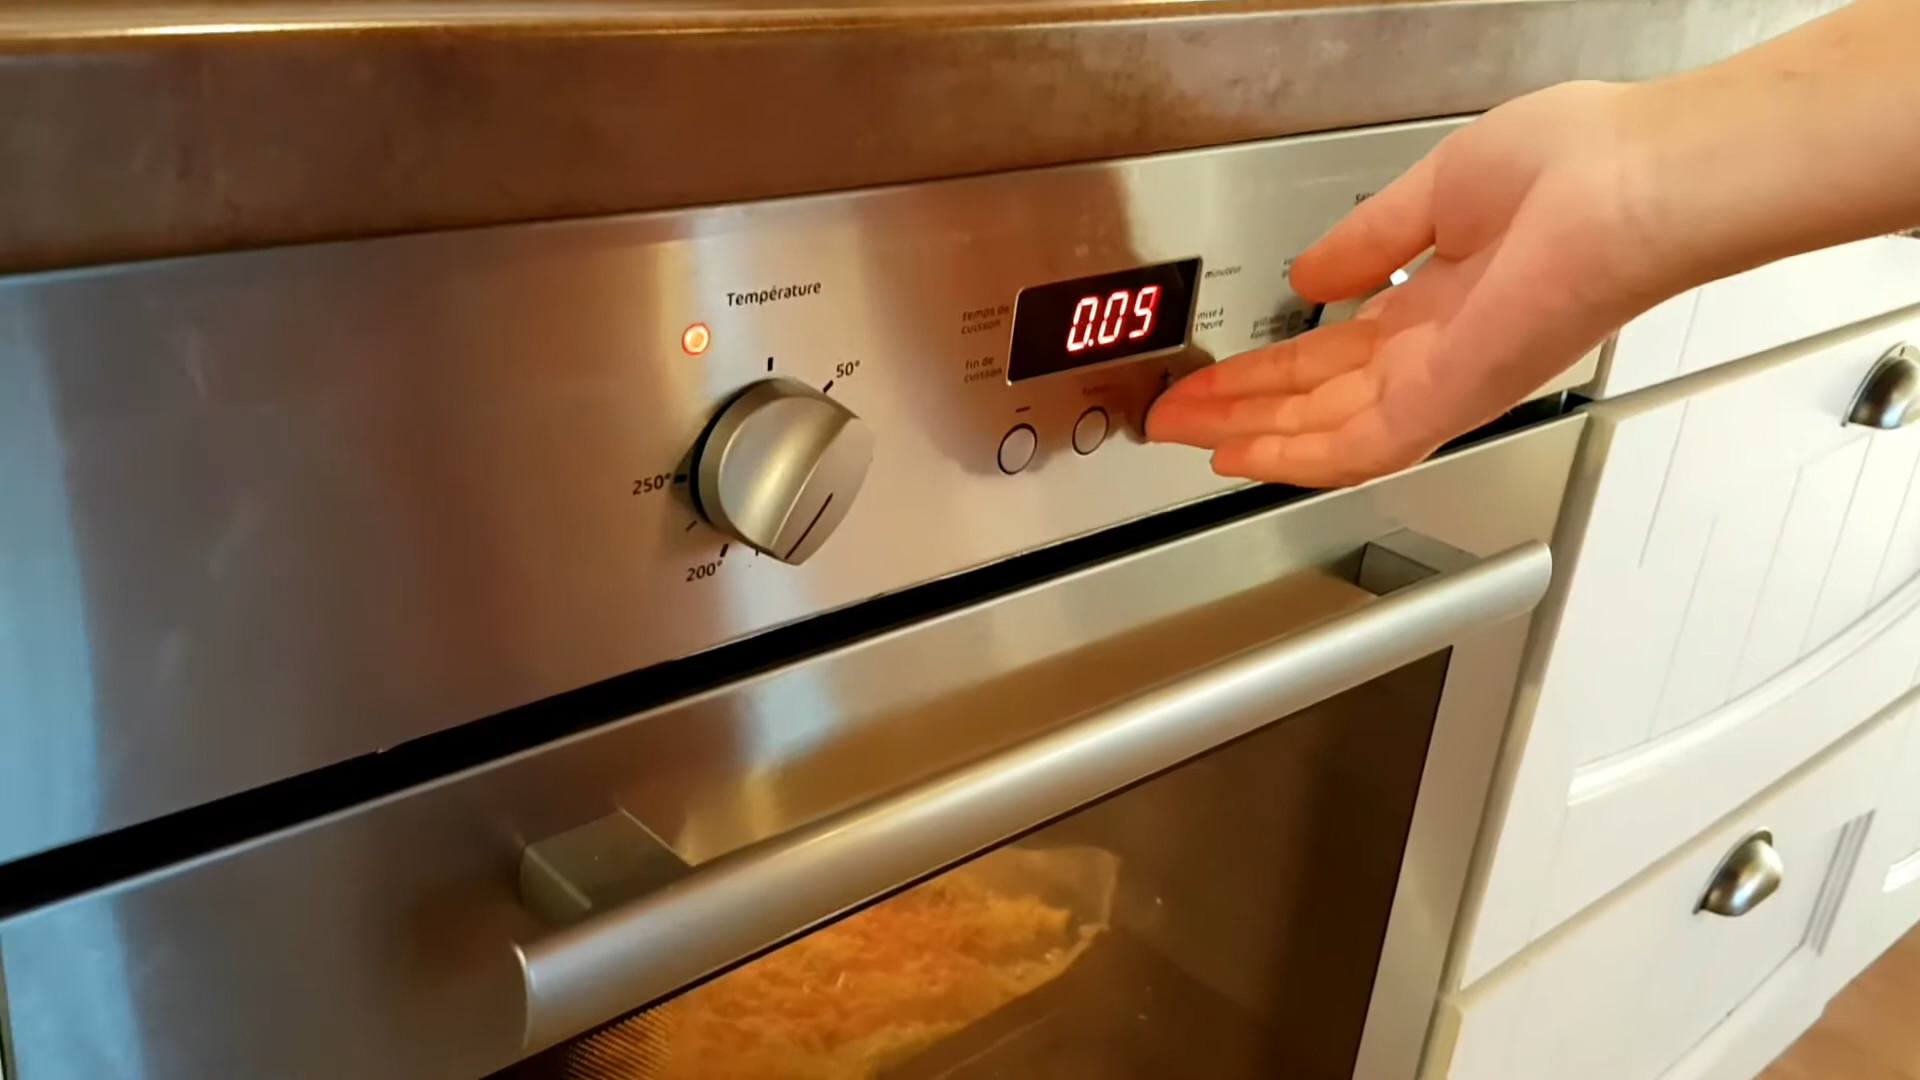 Température
50°
250°
200°
temps de
cuisson
fin de
cuisson
0.05
minuteur
mise à
l'heure
-
+